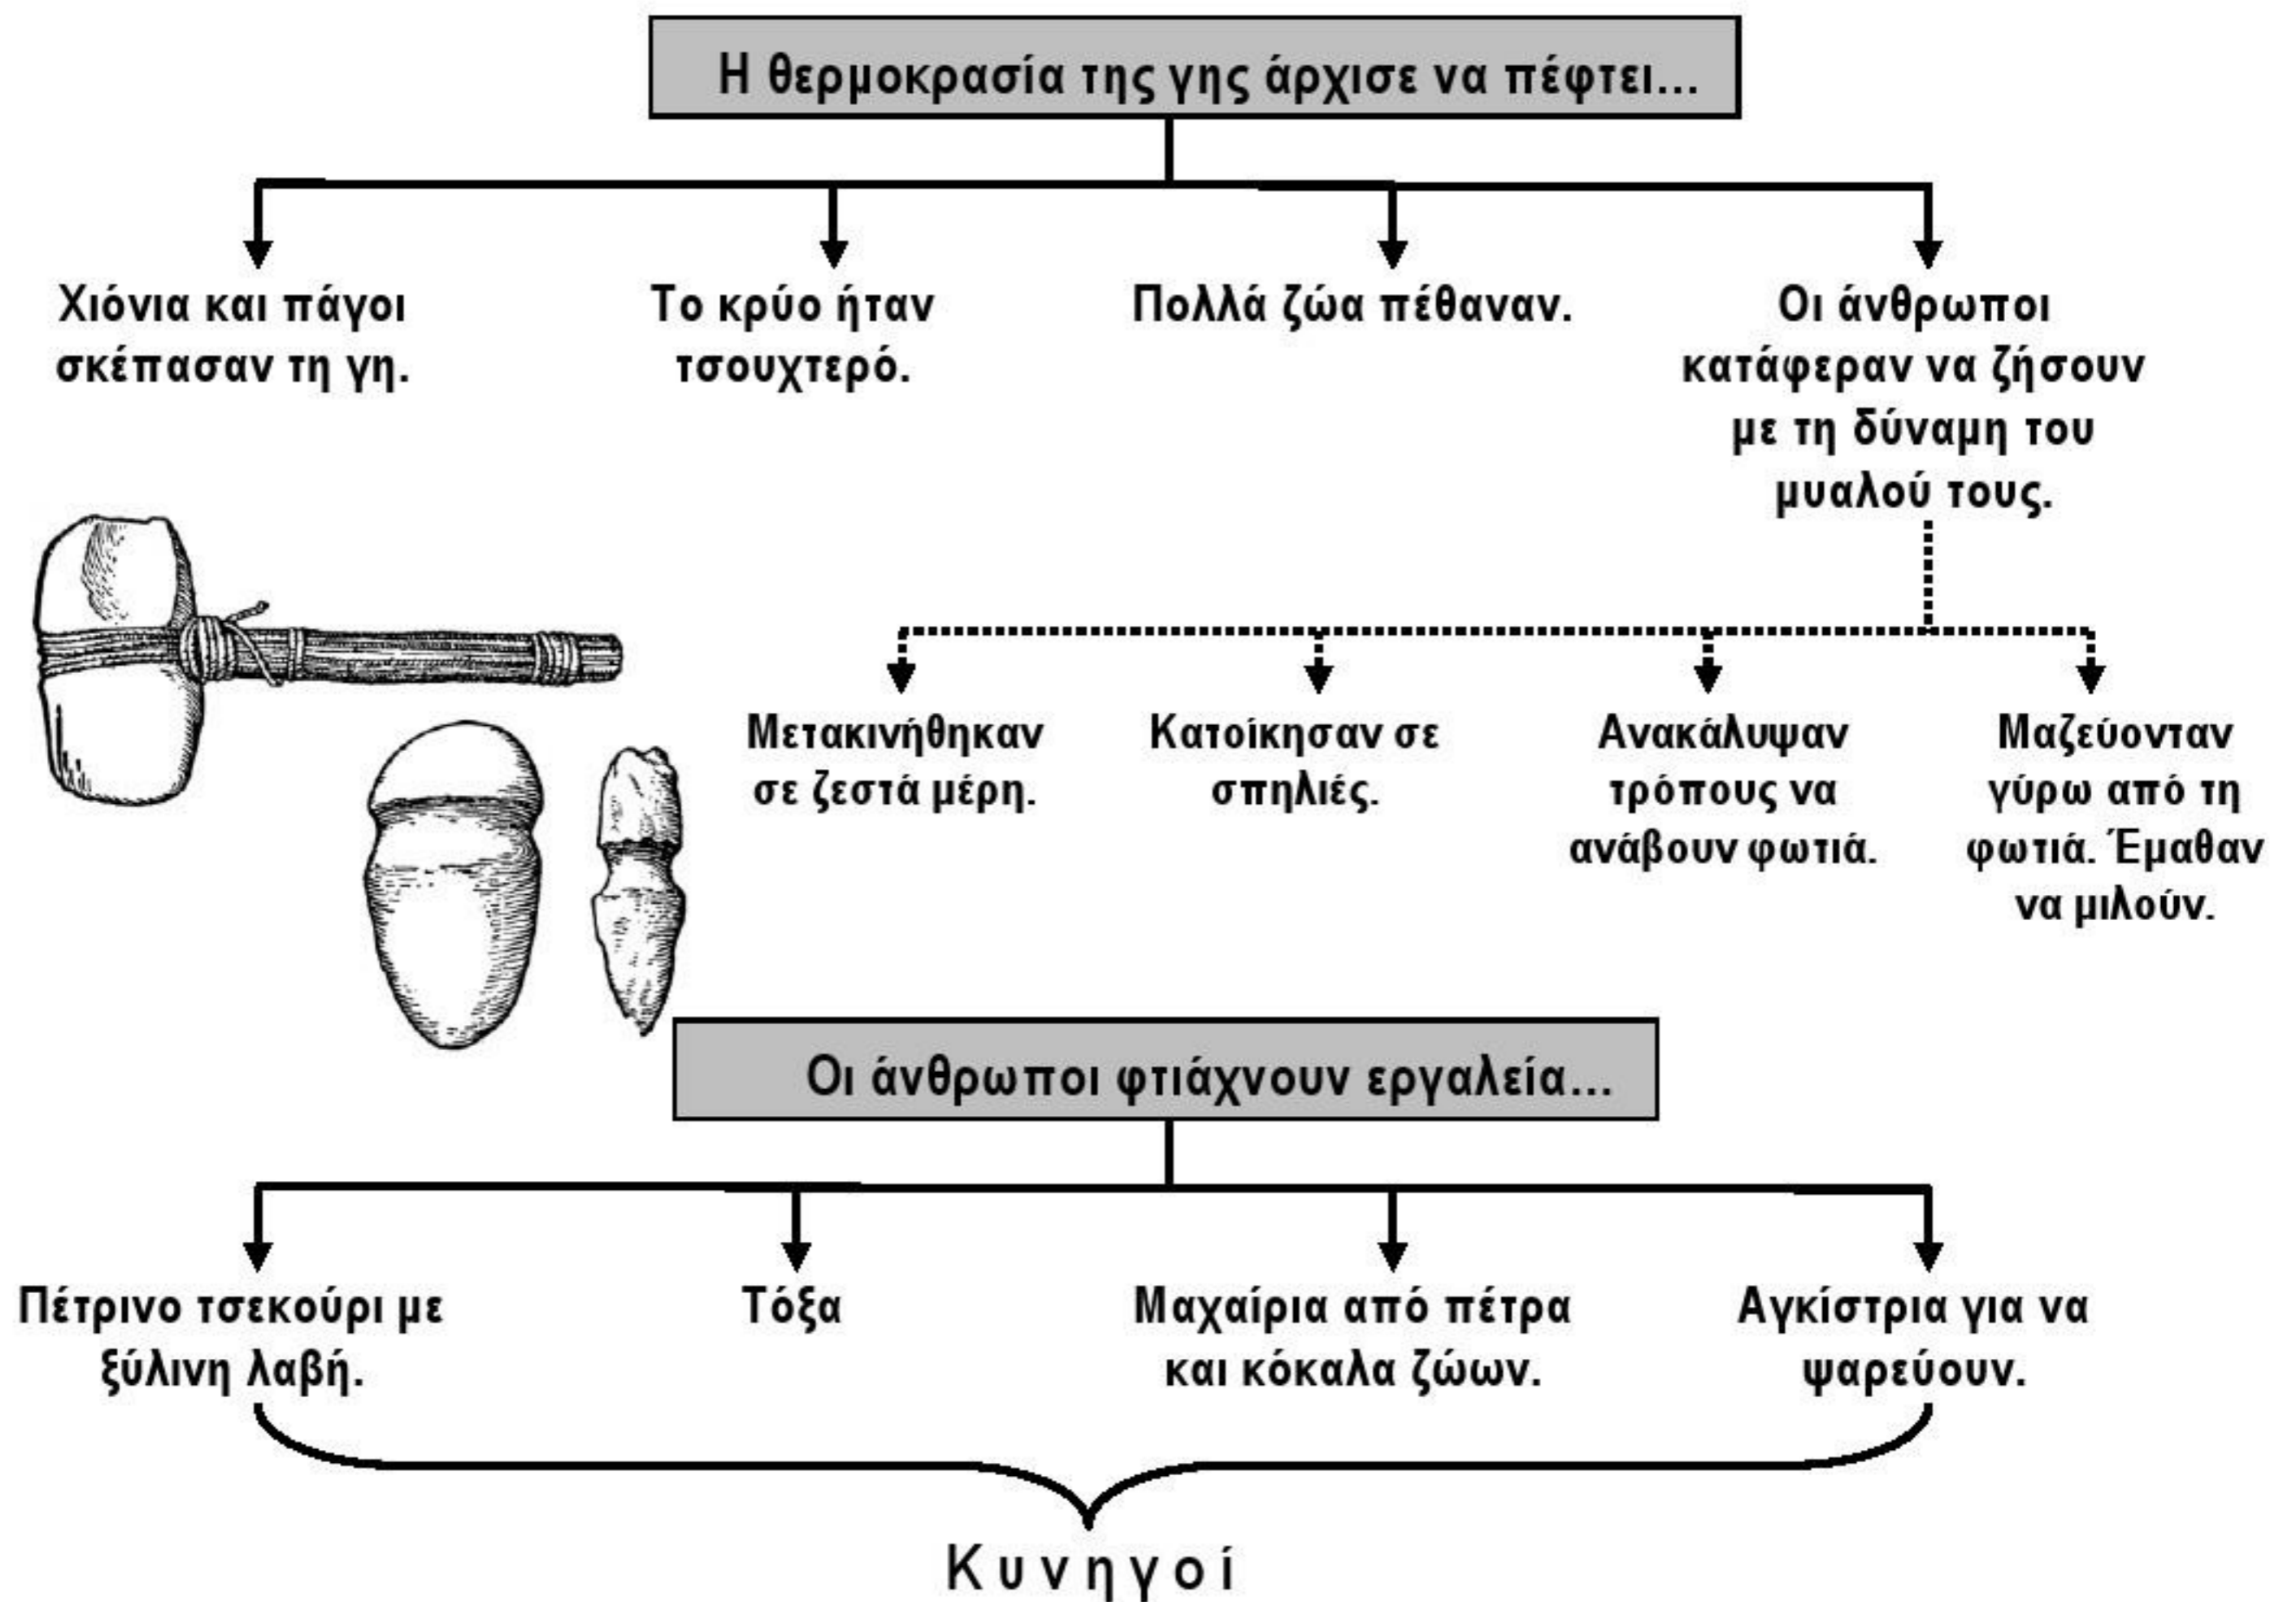 Η θερμοκρασία της γης άρχισε να πέφτει...
Χιόνια και πάγοι
σκέπασαν τη γη.
Το κρύο ήταν
τσουχτερό.
Πολλά ζώα πέθαναν.
Οι άνθρωποι
κατάφεραν να ζήσουν
με τη δύναμη του
μυαλού τους.
Μετακινήθηκαν
σε ζεστά μέρη.
Κατοίκησαν σε
σπηλιές.
Ανακάλυψαν
τρόπους να
ανάβουν φωτιά.
Μαζεύονταν
γύρω από τη
φωτιά. Έμαθαν
να μιλούν.
Οι άνθρωποι φτιάχνουν εργαλεία...
Πέτρινο τσεκούρι με
ξύλινη λαβή.
Τόξα
Μαχαίρια από πέτρα
και κόκαλα ζώων.
Αγκίστρια για να
ψαρεύουν.
Κυνηγοί